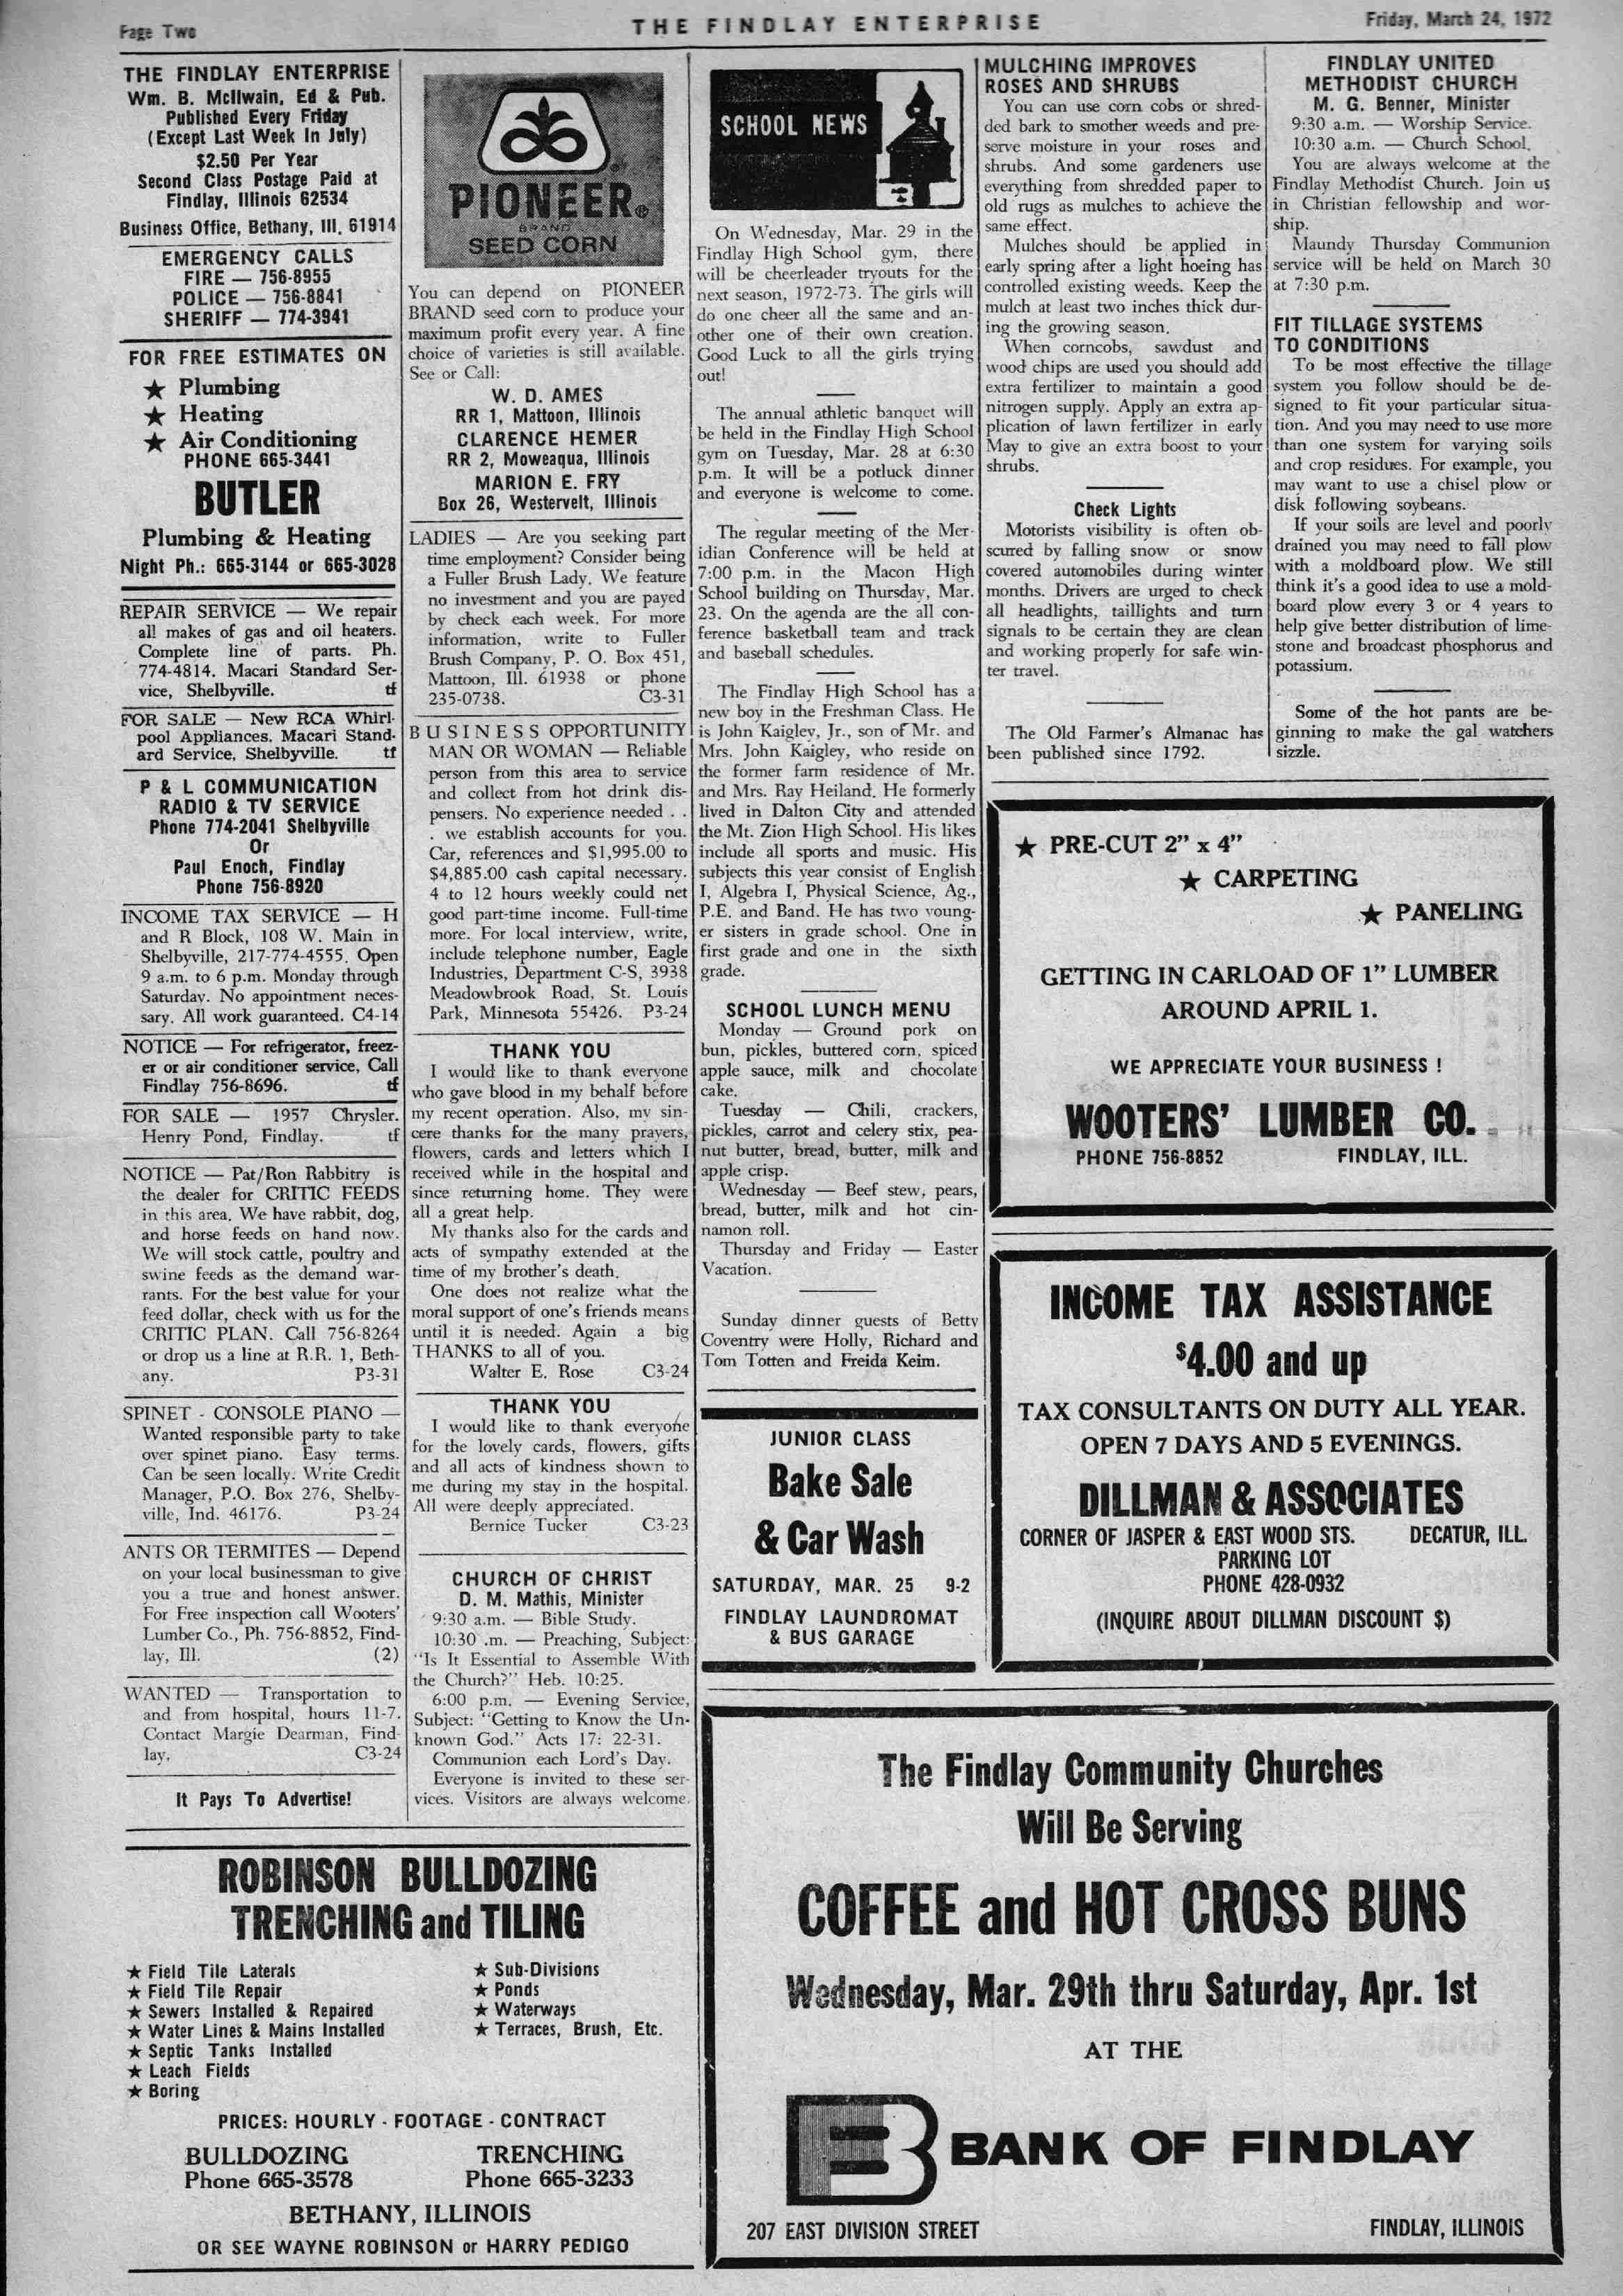 Page Two
THE FINDLAY ENTERPRISE
Friday, March 24, 1972
THE FINDLAY ENTERPRISE
Wm. B. McIlwain, Ed & Pub.
Published Every Friday
(Except Last Week In July)
$2.50 Per Year
Second Class Postage Paid at
Findlay, Illinois 62534
Business Office, Bethany, Ill. 61914
EMERGENCY CALLS
FIRE — 756-8955
POLICE — 756-8841
SHERIFF — 774-3941
FOR FREE ESTIMATES ON
★ Plumbing
★ Heating
★ Air Conditioning
PHONE 665-3441
BUTLER
Plumbing & Heating
Night Ph.: 665-3144 or 665-3028
REPAIR SERVICE — We repair
all makes of gas and oil heaters.
Complete line of parts. Ph.
774-4814. Macari Standard Ser-
vice, Shelbyville. tf
FOR SALE — New RCA Whirl-
pool Appliances. Macari Stand-
ard Service, Shelbyville. tf
P & L COMMUNICATION
RADIO & TV SERVICE
Phone 774-2041 Shelbyville
Or
Paul Enoch, Findlay
Phone 756-8920
INCOME TAX SERVICE — H
and R Block, 108 W. Main in
Shelbyville, 217-774-4555. Open
9 a.m. to 6 p.m. Monday through
Saturday. No appointment neces-
sary. All work guaranteed. C4-14
NOTICE — For refrigerator, freez-
er or air conditioner service, Call
Findlay 756-8696. tf
FOR SALE — 1957 Chrysler.
Henry Pond, Findlay. tf
NOTICE — Pat/Ron Rabbitry is
the dealer for CRITIC FEEDS
in this area. We have rabbit, dog,
and horse feeds on hand now.
We will stock cattle, poultry and
swine feeds as the demand war-
rants. For the best value for your
feed dollar, check with us for the
CRITIC PLAN. Call 756-8264
or drop us a line at R.R. 1, Beth-
any. P3-31
SPINET - CONSOLE PIANO —
Wanted responsible party to take
over spinet piano. Easy terms.
Can be seen locally. Write Credit
Manager, P.O. Box 276, Shelby-
ville, Ind. 46176. P3-24
ANTS OR TERMITES — Depend
on your local businessman to give
you a true and honest answer.
For Free inspection call Wooters'
Lumber Co., Ph. 756-8852, Find-
lay, Ill. (2)
WANTED — Transportation to
and from hospital, hours 11-7.
Contact Margie Dearman, Find-
lay. C3-24
It Pays To Advertise!
PIONEER®
BRAND
SEED CORN
You can depend on PIONEER
BRAND seed corn to produce your
maximum profit every year. A fine
choice of varieties is still available.
See or Call:
W. D. AMES
RR 1, Mattoon, Illinois
CLARENCE HEMER
RR 2, Moweaqua, Illinois
MARION E. FRY
Box 26, Westervelt, Illinois
LADIES — Are you seeking part
time employment? Consider being
a Fuller Brush Lady. We feature
no investment and you are payed
by check each week. For more
information, write to Fuller
Brush Company, P. O. Box 451,
Mattoon, Ill. 61938 or phone
235-0738. C3-31
BUSINESS OPPORTUNITY
MAN OR WOMAN — Reliable
person from this area to service
and collect from hot drink dis-
pensers. No experience needed . .
. we establish accounts for you.
Car, references and $1,995.00 to
$4,885.00 cash capital necessary.
4 to 12 hours weekly could net
good part-time income. Full-time
more. For local interview, write,
include telephone number, Eagle
Industries, Department C-S, 3938
Meadowbrook Road, St. Louis
Park, Minnesota 55426. P3-24
THANK YOU
I would like to thank everyone
who gave blood in my behalf before
my recent operation. Also, my sin-
cere thanks for the many prayers,
flowers, cards and letters which I
received while in the hospital and
since returning home. They were
all a great help.
My thanks also for the cards and
acts of sympathy extended at the
time of my brother's death.
One does not realize what the
moral support of one's friends means
until it is needed. Again a big
THANKS to all of you.
Walter E. Rose C3-24
THANK YOU
I would like to thank everyone
for the lovely cards, flowers, gifts
and all acts of kindness shown to
me during my stay in the hospital.
All were deeply appreciated.
Bernice Tucker C3-23
CHURCH OF CHRIST
D. M. Mathis, Minister
9:30 a.m. — Bible Study.
10:30 .m. — Preaching, Subject:
"Is It Essential to Assemble With
the Church?" Heb. 10:25.
6:00 p.m. — Evening Service,
Subject: "Getting to Know the Un-
known God." Acts 17: 22-31.
Communion each Lord's Day.
Everyone is invited to these ser-
vices. Visitors are always welcome.
SCHOOL NEWS
On Wednesday, Mar. 29 in the
Findlay High School gym, there
will be cheerleader tryouts for the
next season, 1972-73. The girls will
do one cheer all the same and an-
other one of their own creation.
Good Luck to all the girls trying
out!
The annual athletic banquet will
be held in the Findlay High School
gym on Tuesday, Mar. 28 at 6:30
p.m. It will be a potluck dinner
and everyone is welcome to come.
The regular meeting of the Mer-
idian Conference will be held at
7:00 p.m. in the Macon High
School building on Thursday, Mar.
23. On the agenda are the all con-
ference basketball team and track
and baseball schedules.
The Findlay High School has a
new boy in the Freshman Class. He
is John Kaigley, Jr., son of Mr. and
Mrs. John Kaigley, who reside on
the former farm residence of Mr.
and Mrs. Ray Heiland. He formerly
lived in Dalton City and attended
the Mt. Zion High School. His likes
include all sports and music. His
subjects this year consist of English
I, Algebra I, Physical Science, Ag.,
P.E. and Band. He has two young-
er sisters in grade school. One in
first grade and one in the sixth
grade.
SCHOOL LUNCH MENU
Monday — Ground pork on
bun, pickles, buttered corn, spiced
apple sauce, milk and chocolate
cake.
Tuesday — Chili, crackers,
pickles, carrot and celery stix, pea-
nut butter, bread, butter, milk and
apple crisp.
Wednesday — Beef stew, pears,
bread, butter, milk and hot cin-
namon roll.
Thursday and Friday — Easter
Vacation.
Sunday dinner guests of Betty
Coventry were Holly, Richard and
Tom Totten and Freida Keim.
JUNIOR CLASS
Bake Sale
& Car Wash
SATURDAY, MAR. 25 9-2
FINDLAY LAUNDROMAT
& BUS GARAGE
MULCHING IMPROVES
ROSES AND SHRUBS
You can use corn cobs or shred-
ded bark to smother weeds and pre-
serve moisture in your roses and
shrubs. And some gardeners use
everything from shredded paper to
old rugs as mulches to achieve the
same effect.
Mulches should be applied in
early spring after a light hoeing has
controlled existing weeds. Keep the
mulch at least two inches thick dur-
ing the growing season.
When corncobs, sawdust and
wood chips are used you should add
extra fertilizer to maintain a good
nitrogen supply. Apply an extra ap-
plication of lawn fertilizer in early
May to give an extra boost to your
shrubs.
Check Lights
Motorists visibility is often ob-
scured by falling snow or snow
covered automobiles during winter
months. Drivers are urged to check
all headlights, taillights and turn
signals to be certain they are clean
and working properly for safe win-
ter travel.
The Old Farmer's Almanac has
been published since 1792.
FINDLAY UNITED
METHODIST CHURCH
M. G. Benner, Minister
9:30 a.m. — Worship Service.
10:30 a.m. — Church School.
You are always welcome at the
Findlay Methodist Church. Join us
in Christian fellowship and wor-
ship.
Maundy Thursday Communion
service will be held on March 30
at 7:30 p.m.
FIT TILLAGE SYSTEMS
TO CONDITIONS
To be most effective the tillage
system you follow should be de-
signed to fit your particular situa-
tion. And you may need to use more
than one system for varying soils
and crop residues. For example, you
may want to use a chisel plow or
disk following soybeans.
If your soils are level and poorly
drained you may need to fall plow
with a moldboard plow. We still
think it's a good idea to use a mold-
board plow every 3 or 4 years to
help give better distribution of lime-
stone and broadcast phosphorus and
potassium.
Some of the hot pants are be-
ginning to make the gal watchers
sizzle.
★ PRE-CUT 2" x 4"
★ CARPETING
★ PANELING
GETTING IN CARLOAD OF 1" LUMBER
AROUND APRIL 1.
WE APPRECIATE YOUR BUSINESS !
WOOTERS' LUMBER CO.
PHONE 756-8852 FINDLAY, ILL.
INCOME TAX ASSISTANCE
$4.00 and up
TAX CONSULTANTS ON DUTY ALL YEAR.
OPEN 7 DAYS AND 5 EVENINGS.
DILLMAN & ASSOCIATES
CORNER OF JASPER & EAST WOOD STS. DECATUR, ILL.
PARKING LOT
PHONE 428-0932
(INQUIRE ABOUT DILLMAN DISCOUNT $)
ROBINSON BULLDOZING
TRENCHING and TILING
★ Field Tile Laterals
★ Field Tile Repair
★ Sewers Installed & Repaired
★ Water Lines & Mains Installed
★ Septic Tanks Installed
★ Leach Fields
★ Boring
★ Sub-Divisions
★ Ponds
★ Waterways
★ Terraces, Brush, Etc.
PRICES: HOURLY - FOOTAGE - CONTRACT
BULLDOZING TRENCHING
Phone 665-3578 Phone 665-3233
BETHANY, ILLINOIS
OR SEE WAYNE ROBINSON or HARRY PEDIGO
The Findlay Community Churches
Will Be Serving
COFFEE and HOT CROSS BUNS
Wednesday, Mar. 29th thru Saturday, Apr. 1st
AT THE
BANK OF FINDLAY
207 EAST DIVISION STREET FINDLAY, ILLINOIS